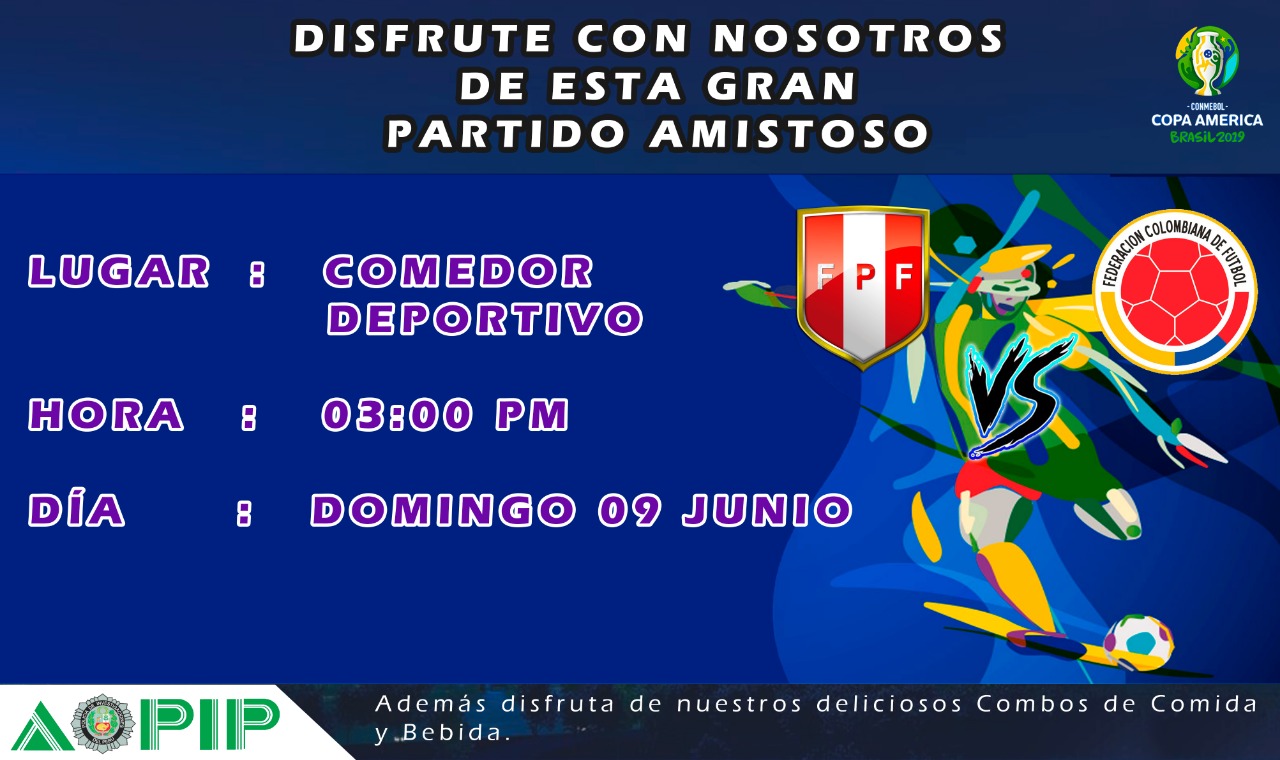 DISFRUTE CON NOSOTROS
DE ESTA GRAN
PARTIDO AMISTOSO
- CONMEBOL -
COPA AMERICA
BRASIL 2019
LUGAR : COMEDOR
DEPORTIVO
FPF
FEDERACION COLOMBIANA DE FUTBOL
VS
HORA : 03:00 PM
DÍA : DOMINGO 09 JUNIO
AOPIP
Además disfruta de nuestros deliciosos Combos de Comida
y Bebida.